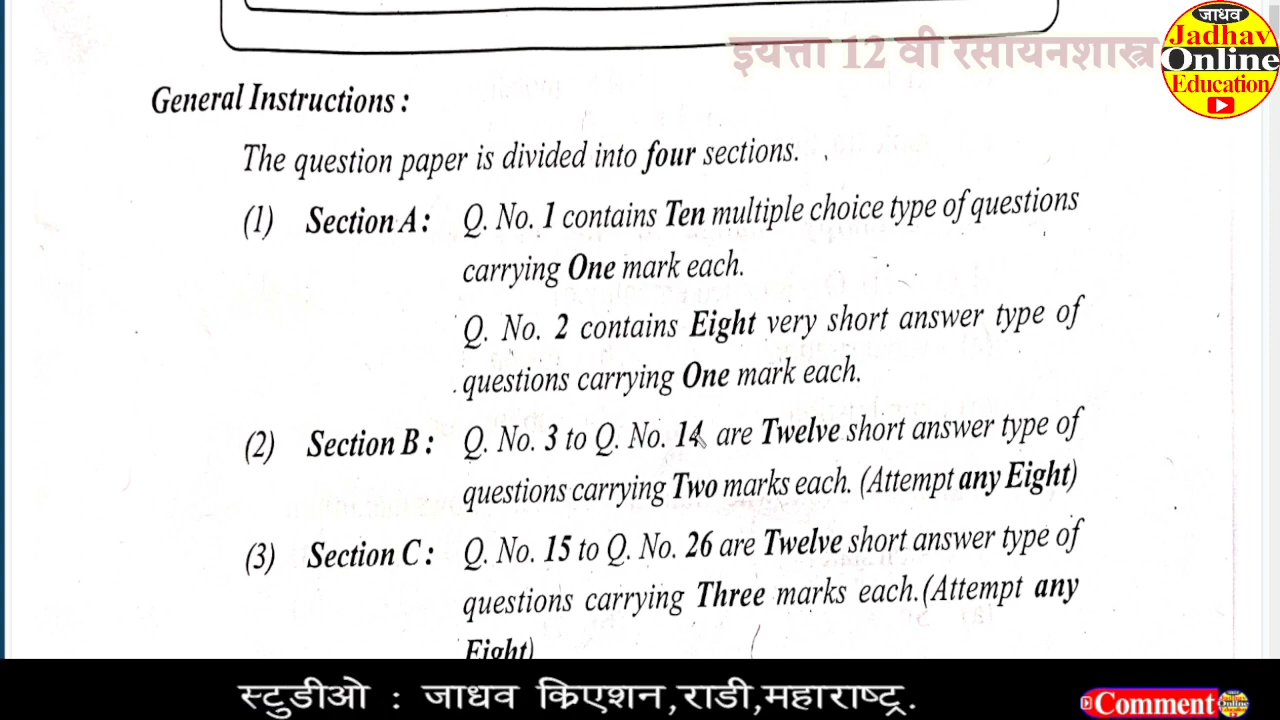 इयत्ता 12 वी रसायनशास्त्र
जाधव
Jadhav
Online
Education
General Instructions :
The question paper is divided into four sections.
(1) Section A : Q. No. 1 contains Ten multiple choice type of questions
carrying One mark each.
Q. No. 2 contains Eight very short answer type of
questions carrying One mark each.
(2) Section B : Q. No. 3 to Q. No. 14 are Twelve short answer type of
questions carrying Two marks each. (Attempt any Eight)
(3) Section C : Q. No. 15 to Q. No. 26 are Twelve short answer type of
questions carrying Three marks each.(Attempt any
Eight)
स्टुडीओ : जाधव क्रिएशन,राडी,महाराष्ट्र.
Comment